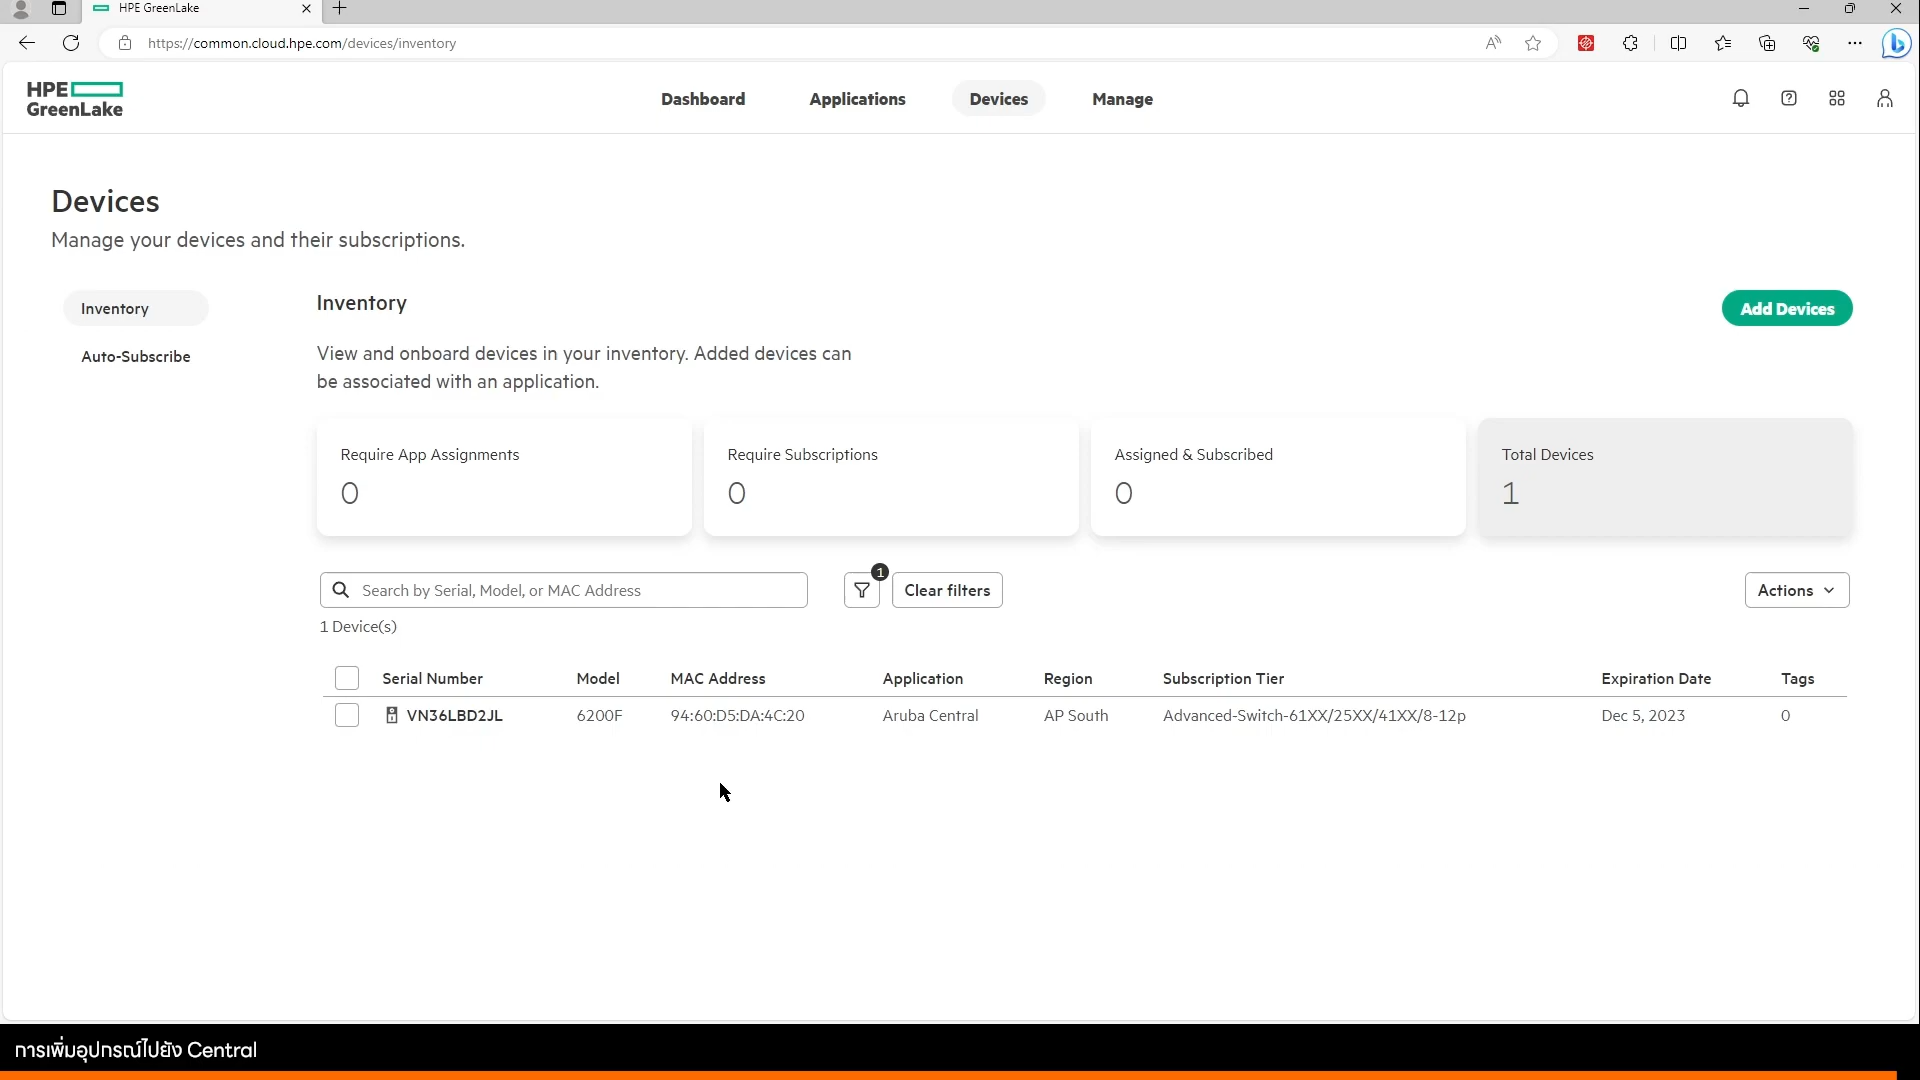 HPE GreenLake
https://common.cloud.hpe.com/devices/inventory
HPE
GreenLake
Dashboard
Applications
Devices
Manage
Devices
Manage your devices and their subscriptions.
Inventory
Auto-Subscribe
Inventory
Add Devices
View and onboard devices in your inventory. Added devices can
be associated with an application.
Require App Assignments
0
Require Subscriptions
0
Assigned & Subscribed
0
Total Devices
1
Search by Serial, Model, or MAC Address
1
Clear filters
Actions
1 Device(s)
Serial Number Model MAC Address Application Region Subscription Tier Expiration Date Tags
VN36LBD2JL 6200F 94:60:D5:DA:4C:20 Aruba Central AP South Advanced-Switch-61XX/25XX/41XX/8-12p Dec 5, 2023 0
การเพิ่มอุปกรณ์ไปยัง Central